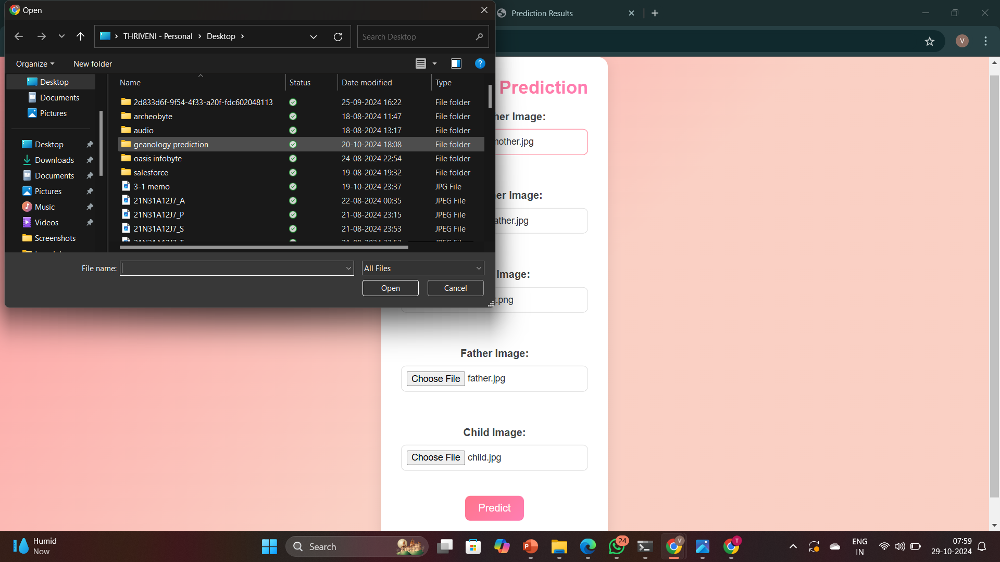 Open
Prediction Results
THRIVENI - Personal
Desktop
Search Desktop
V
Organize
New folder
Desktop
Documents
Pictures
Desktop
Downloads
Documents
Pictures
Music
Videos
Screenshots
Name Status Date modified Type
2d833d6f-9f54-4f33-a20f-fdc602048113 25-09-2024 16:22 File folder
archeobyte 18-08-2024 11:47 File folder
audio 18-08-2024 13:17 File folder
geanology prediction 20-10-2024 18:08 File folder
oasis infobyte 24-08-2024 22:54 File folder
salesforce 19-08-2024 19:32 File folder
3-1 memo 19-10-2024 23:37 JPG File
21N31A12J7_A 22-08-2024 00:35 JPEG File
21N31A12J7_P 21-08-2024 23:15 JPEG File
21N31A12J7_S 21-08-2024 23:53 JPEG File
File name:
All Files
Open
Cancel
Prediction
her Image:
mother.jpg
er Image:
ather.jpg
Image:
.png
Father Image:
Choose File father.jpg
Child Image:
Choose File child.jpg
Predict
Humid
Now
Search
P
24
V
T
ENG
IN
07:59
29-10-2024